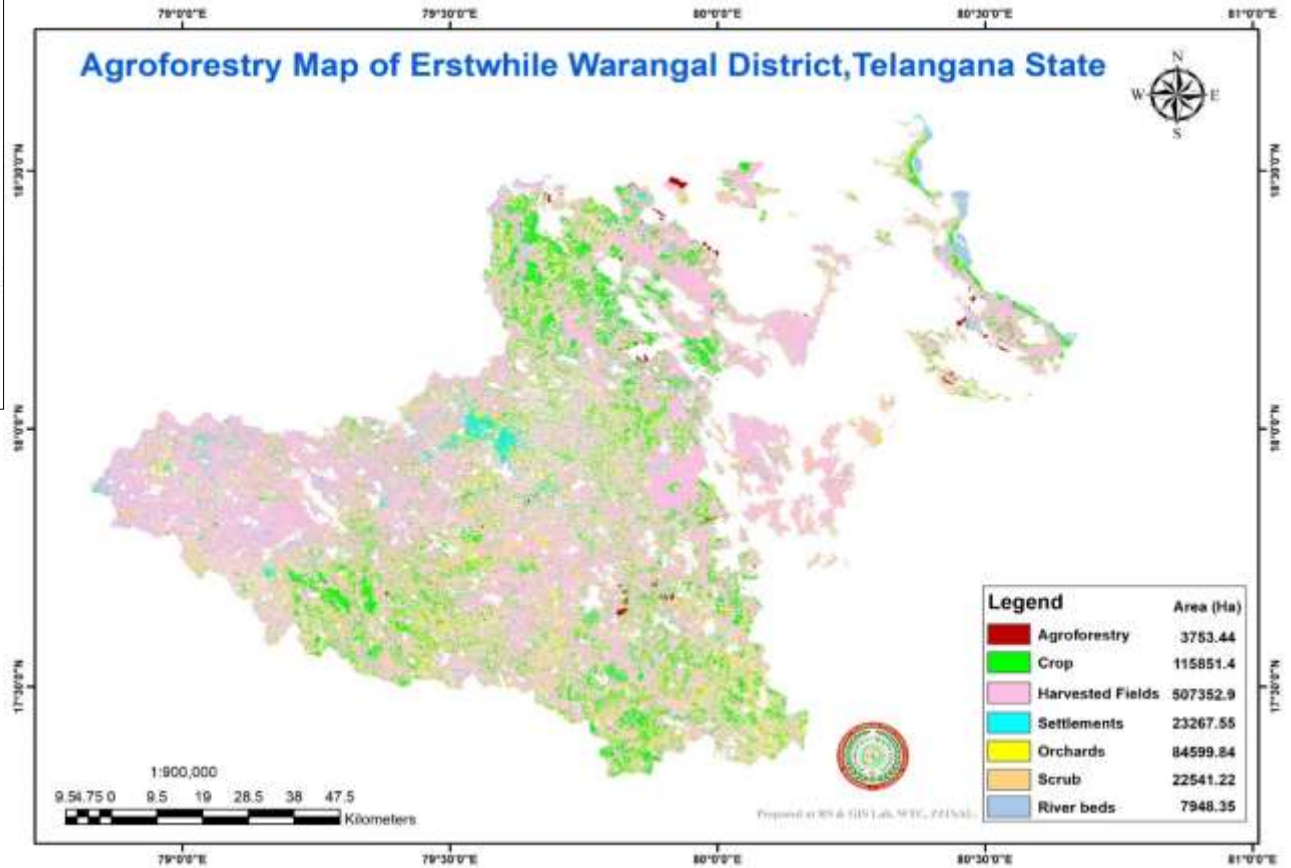 79°0'0"E 79°30'0"E 80°0'0"E 80°30'0"E 81°0'0"E
Agroforestry Map of Erstwhile Warangal District,Telangana State
N
W E
S
18°30'0"N 18°30'0"N
18°0'0"N 18°0'0"N
17°30'0"N 17°30'0"N
Legend Area (Ha)
Agroforestry 3753.44
Crop 115851.4
Harvested Fields 507352.9
Settlements 23267.55
Orchards 84599.84
Scrub 22541.22
River beds 7948.35
1:900,000
9.54.75 0 9.5 19 28.5 38 47.5
Kilometers
Prepared at RS & GIS Lab,
79°0'0"E 79°30'0"E 80°0'0"E 80°30'0"E 81°0'0"E